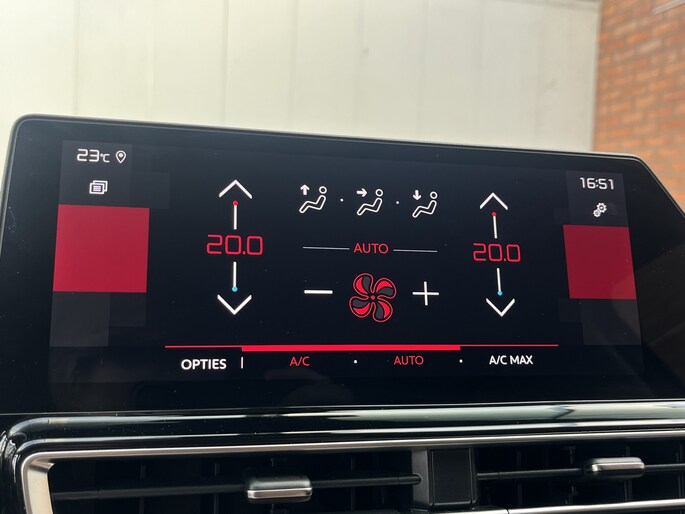 23°C
16:51
20.0
AUTO
20.0
OPTIES
A/C
AUTO
A/C MAX